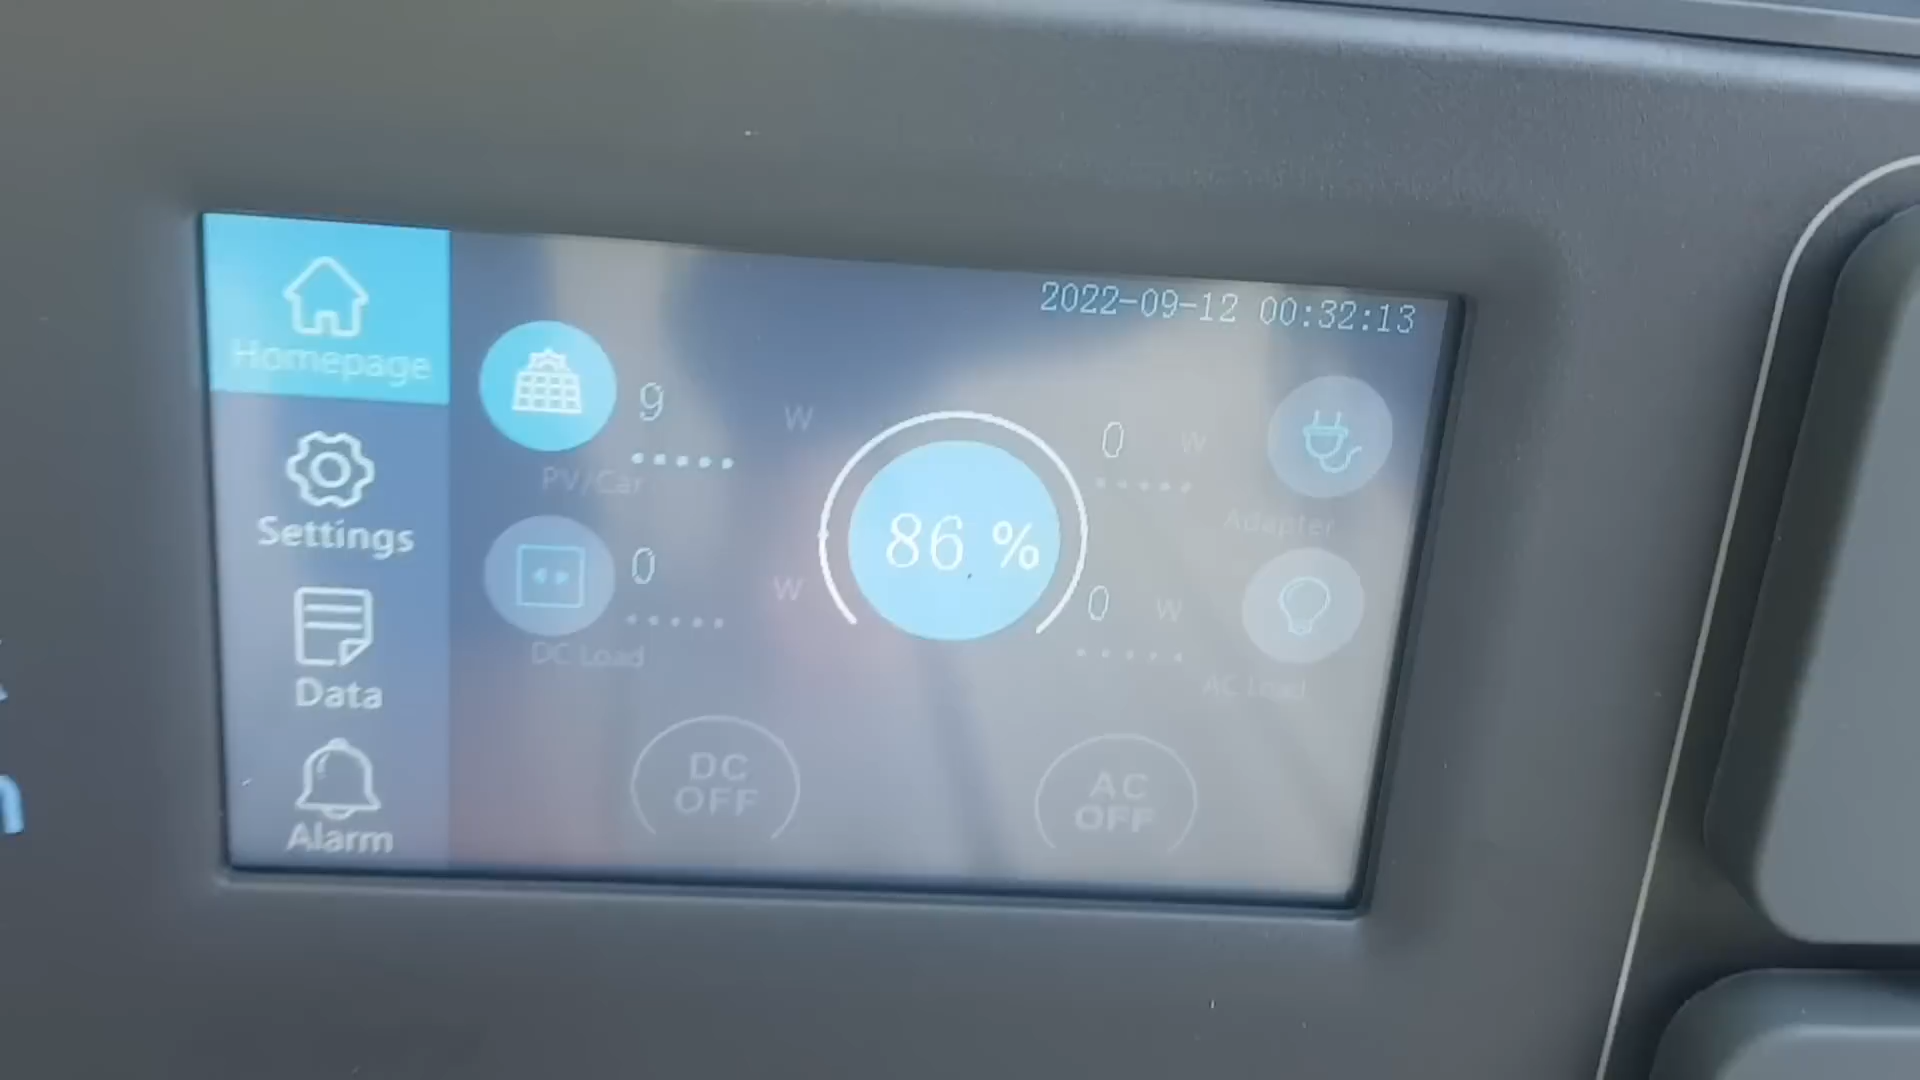 2022-09-12 00:32:13
Homepage
Settings
Data
Alarm
9 W
PV/Car
0 W
DC Load
86 %
0 W
Adapter
0 W
AC Load
DC
OFF
AC
OFF